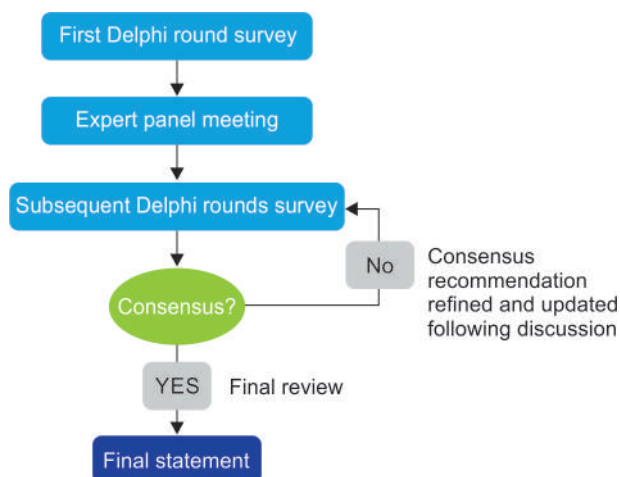 First Delphi round survey
Expert panel meeting
Subsequent Delphi rounds survey
Consensus?
No
Consensus
recommendation
refined and updated
following discussion
YES
Final review
Final statement